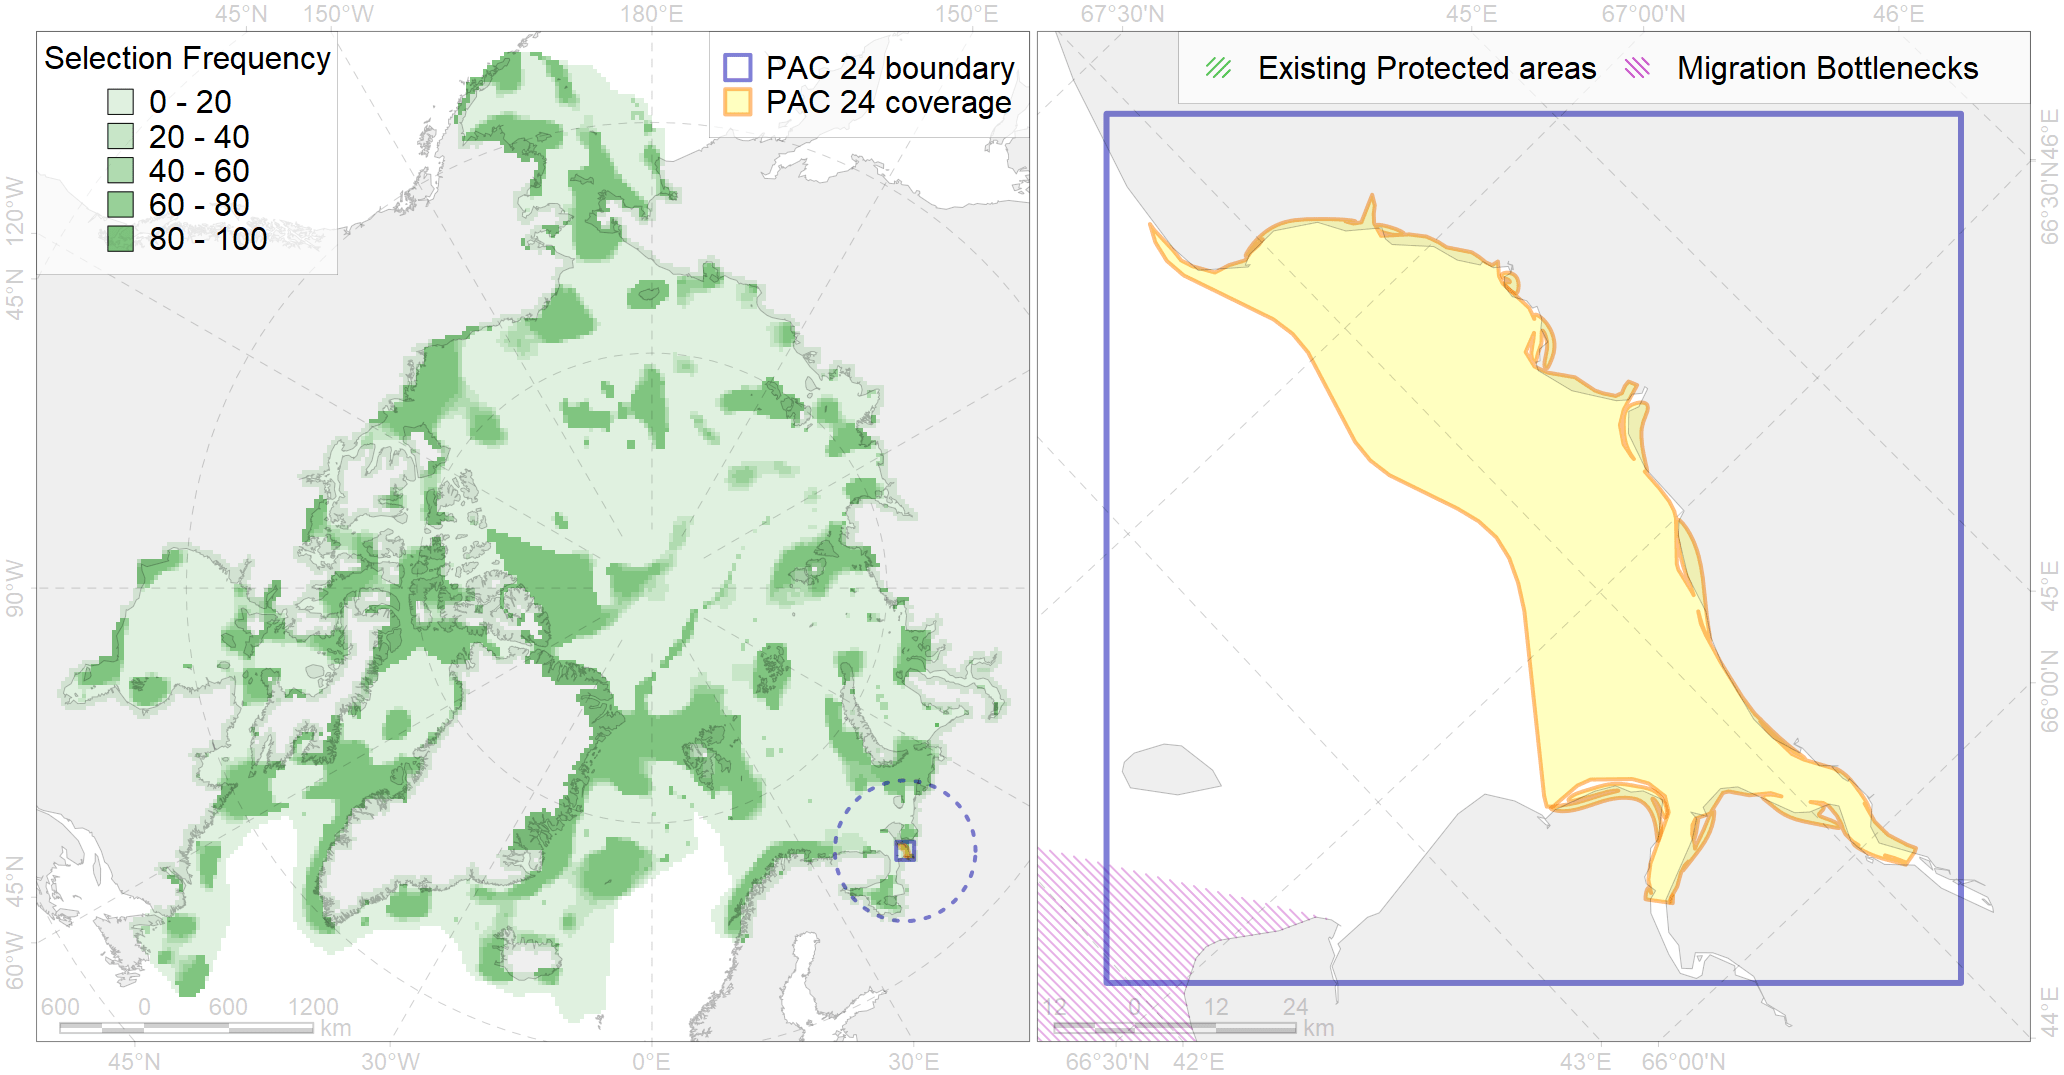 45°N 150°W 180°E 150°E 67°30'N 45°E 67°00'N 46°E
Selection Frequency
0 - 20
20 - 40
40 - 60
60 - 80
80 - 100
PAC 24 boundary
PAC 24 coverage
Existing Protected areas Migration Bottlenecks
120°W
45°N
90°W
45°N
60°W
46°E
66°30'N
45°E
66°00'N
44°E
600 0 600 1200
km
12 0 12 24
km
45°N 30°W 0°E 30°E 66°30'N 42°E 43°E 66°00'N